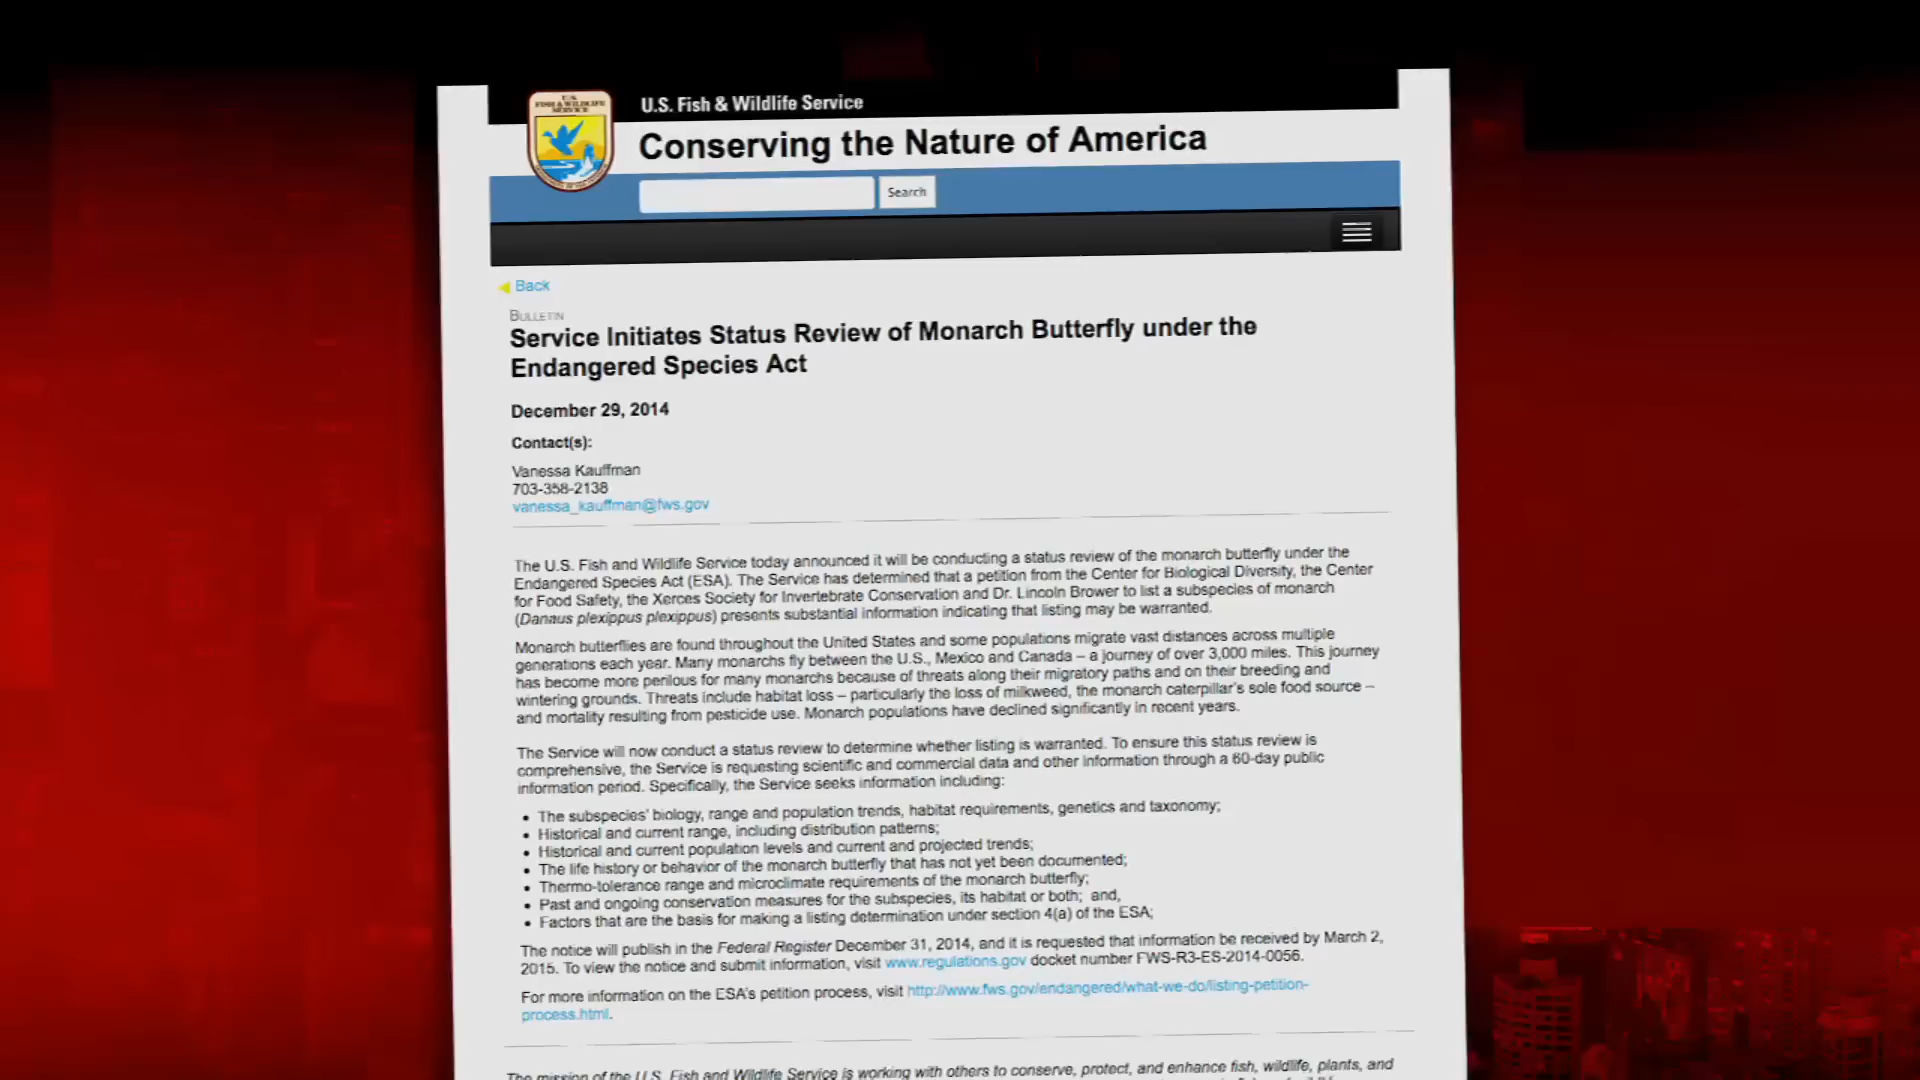 U.S.
FISH & WILDLIFE
SERVICE
U.S. Fish & Wildlife Service
Conserving the Nature of America
Search
Back
BULLETIN
Service Initiates Status Review of Monarch Butterfly under the
Endangered Species Act
December 29, 2014
Contact(s):
Vanessa Kauffman
703-358-2138
vanessa_kauffman@fws.gov
The U.S. Fish and Wildlife Service today announced it will be conducting a status review of the monarch butterfly under the
Endangered Species Act (ESA). The Service has determined that a petition from the Center for Biological Diversity, the Center
for Food Safety, the Xerces Society for Invertebrate Conservation and Dr. Lincoln Brower to list a subspecies of monarch
(Danaus plexippus plexippus) presents substantial information indicating that listing may be warranted.
Monarch butterflies are found throughout the United States and some populations migrate vast distances across multiple
generations each year. Many monarchs fly between the U.S., Mexico and Canada – a journey of over 3,000 miles. This journey
has become more perilous for many monarchs because of threats along their migratory paths and on their breeding and
wintering grounds. Threats include habitat loss – particularly the loss of milkweed, the monarch caterpillar's sole food source –
and mortality resulting from pesticide use. Monarch populations have declined significantly in recent years.
The Service will now conduct a status review to determine whether listing is warranted. To ensure this status review is
comprehensive, the Service is requesting scientific and commercial data and other information through a 60-day public
information period. Specifically, the Service seeks information including:
• The subspecies' biology, range and population trends, habitat requirements, genetics and taxonomy;
• Historical and current range, including distribution patterns;
• Historical and current population levels and current and projected trends;
• The life history or behavior of the monarch butterfly that has not yet been documented;
• Thermo-tolerance range and microclimate requirements of the monarch butterfly;
• Past and ongoing conservation measures for the subspecies, its habitat or both; and,
• Factors that are the basis for making a listing determination under section 4(a) of the ESA;
The notice will publish in the Federal Register December 31, 2014, and it is requested that information be received by March 2,
2015. To view the notice and submit information, visit www.regulations.gov docket number FWS-R3-ES-2014-0056.
For more information on the ESA's petition process, visit http://www.fws.gov/endangered/what-we-do/listing-petition-
process.html.
The mission of the U.S. Fish and Wildlife Service is working with others to conserve, protect, and enhance fish, wildlife, plants, and